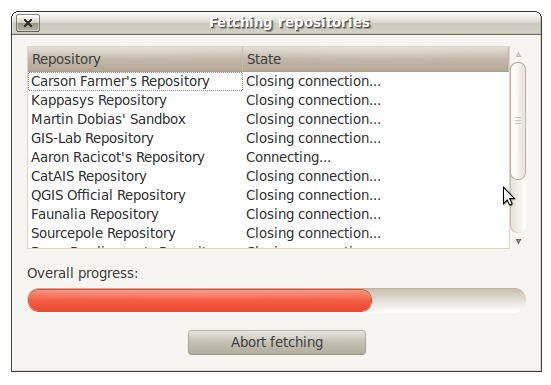 Fetching repositories
Repository State
Carson Farmer's Repository Closing connection...
Kappasys Repository Closing connection...
Martin Dobias' Sandbox Closing connection...
GIS-Lab Repository Closing connection...
Aaron Racicot's Repository Connecting...
CatAIS Repository Closing connection...
QGIS Official Repository Closing connection...
Faunalia Repository Closing connection...
Sourcepole Repository Closing connection...
Overall progress:
Abort fetching